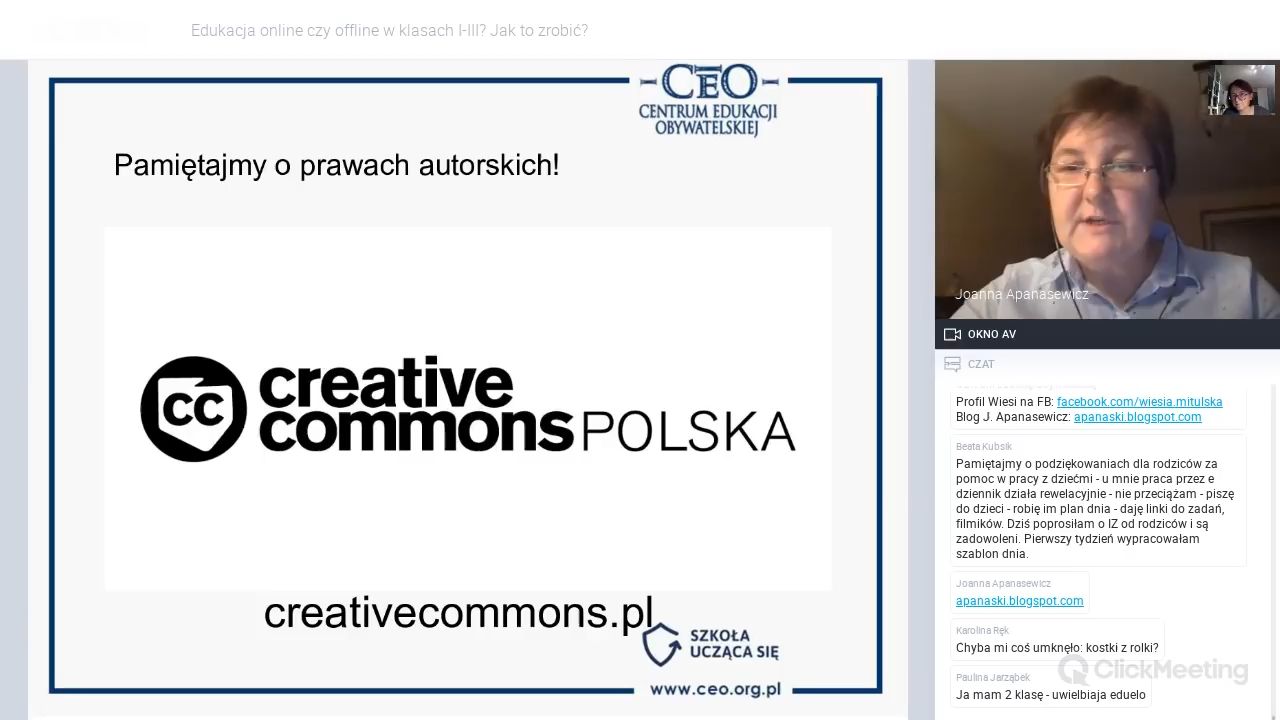 Edukacja online czy offline w klasach I-III? Jak to zrobić?
CEO
CENTRUM EDUKACJI
OBYWATELSKIEJ
Pamiętajmy o prawach autorskich!
cc
creative
commons POLSKA
creativecommons.pl
SZKOŁA
UCZĄCA SIĘ
www.ceo.org.pl
Joanna Apanasewicz
OKNO AV
CZAT
Profil Wiesi na FB: facebook.com/wiesia.mitulska
Blog J. Apanasewicz: apanaski.blogspot.com
Beata Kubsik
Pamiętajmy o podziękowaniach dla rodziców za
pomoc w pracy z dziećmi - u mnie praca przez e
dziennik działa rewelacyjnie - nie przeciążam - piszę
do dzieci - robię im plan dnia - daję linki do zadań,
filmików. Dziś poprosiłam o IZ od rodziców i są
zadowoleni. Pierwszy tydzień wypracowałam
szablon dnia.
Joanna Apanasewicz
apanaski.blogspot.com
Karolina Ręk
Chyba mi coś umknęło: kostki z rolki?
ClickMeeting
Paulina Jarząbek
Ja mam 2 klasę - uwielbiaja eduelo